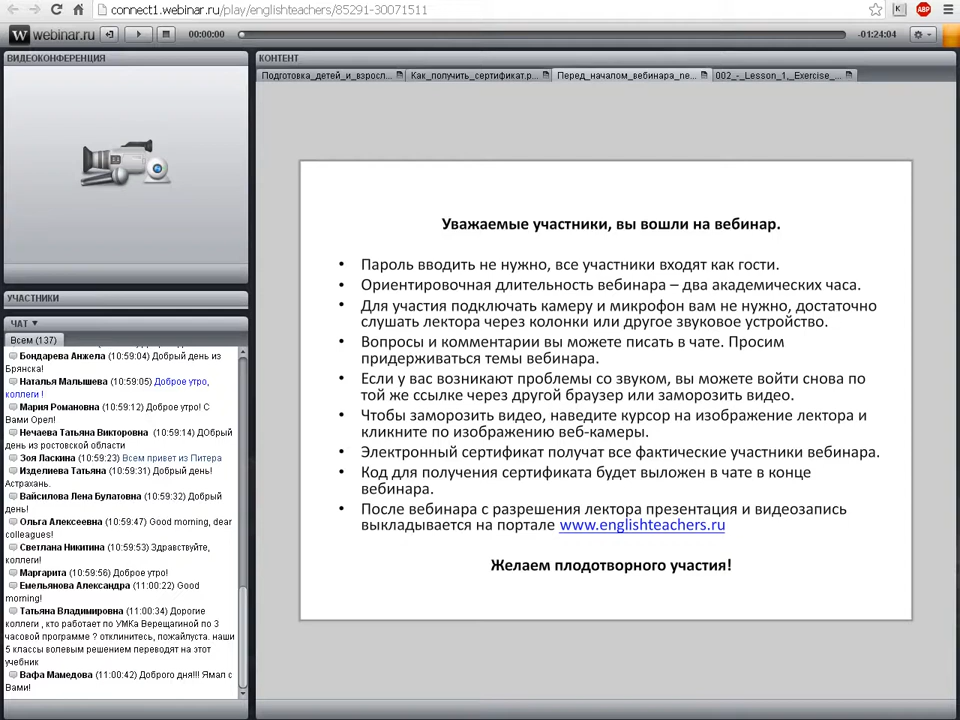 connect1.webinar.ru/play/englishteachers/85291-30071511
ABP
webinar.ru
00:00:00
-01:24:04
ВИДЕОКОНФЕРЕНЦИЯ
КОНТЕНТ
Подготовка_детей_и_взросл...
Как_получить_сертификат.p...
Перед_началом_вебинара_ne...
002_-_Lesson_1,_Exercise_...
Уважаемые участники, вы вошли на вебинар.
• Пароль вводить не нужно, все участники входят как гости.
• Ориентировочная длительность вебинара – два академических часа.
• Для участия подключать камеру и микрофон вам не нужно, достаточно
слушать лектора через колонки или другое звуковое устройство.
• Вопросы и комментарии вы можете писать в чате. Просим
придерживаться темы вебинара.
• Если у вас возникают проблемы со звуком, вы можете войти снова по
той же ссылке через другой браузер или заморозить видео.
• Чтобы заморозить видео, наведите курсор на изображение лектора и
кликните по изображению веб-камеры.
• Электронный сертификат получат все фактические участники вебинара.
• Код для получения сертификата будет выложен в чате в конце
вебинара.
• После вебинара с разрешения лектора презентация и видеозапись
выкладывается на портале www.englishteachers.ru
Желаем плодотворного участия!
УЧАСТНИКИ
ЧАТ
Всем (137)
Бондарева Анжела (10:59:04) Добрый день из
Брянска!
Наталья Малышева (10:59:05) Доброе утро,
коллеги !
Мария Романовна (10:59:12) Доброе утро! С
Вами Орел!
Нечаева Татьяна Викторовна (10:59:14) ДОбрый
день из ростовской области
Зоя Ласкина (10:59:23) Всем привет из Питера
Изделиева Татьяна (10:59:31) Добрый день!
Астрахань.
Вайсилова Лена Булатовна (10:59:32) Добрый
день!
Ольга Алексеевна (10:59:47) Good morning, dear
colleagues!
Светлана Никитина (10:59:53) Здравствуйте,
коллеги!
Маргарита (10:59:56) Доброе утро!
Емельянова Александра (11:00:22) Good
morning!
Татьяна Владимировна (11:00:34) Дорогие
коллеги , кто работает по УМКа Верещагиной по 3
часовой программе ? отклинитесь, пожайлуста. наши
5 классы волевым решением переводят на этот
учебник
Вафа Мамедова (11:00:42) Доброго дня!!! Ямал с
Вами!